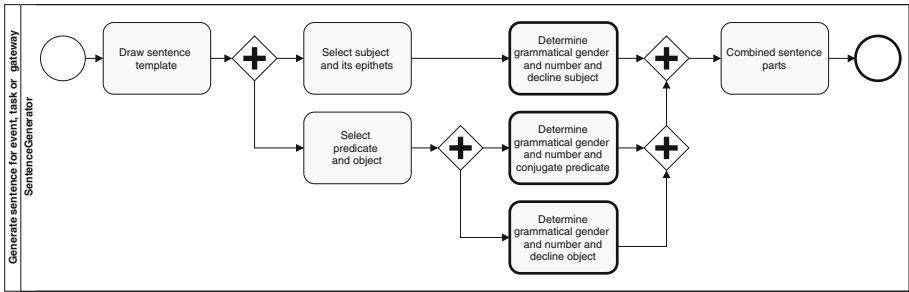 Generate sentence for event, task or gateway
SentenceGenerator
Draw sentence
template
Select subject
and its epithets
Determine
grammatical gender
and number and
decline subject
Combined sentence
parts
Select
predicate
and object
Determine
grammatical gender
and number and
conjugate predicate
Determine
grammatical gender
and number and
decline object